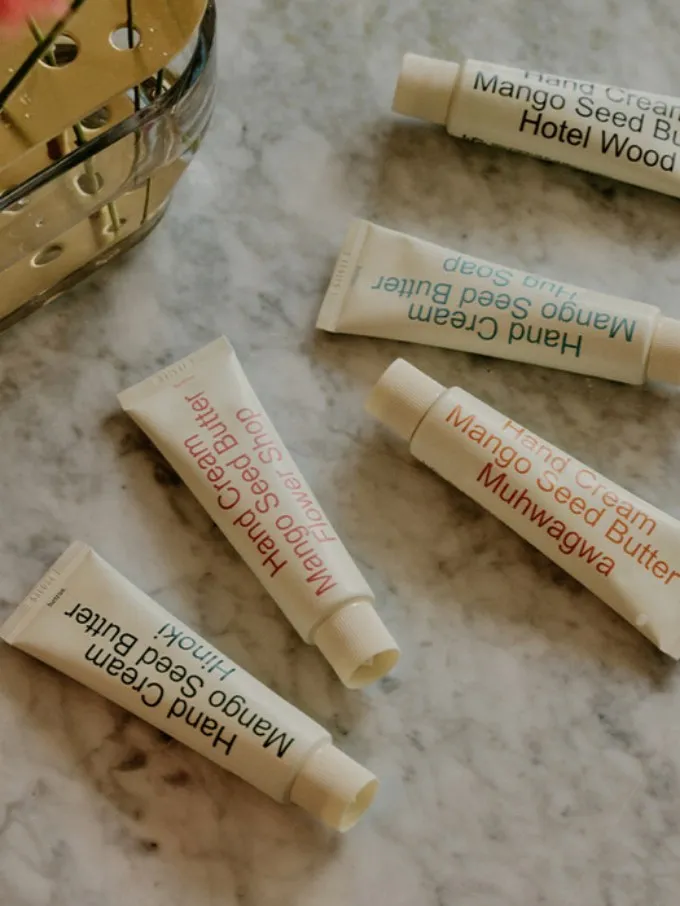 Hand Cream
Mango Seed Bu
Hotel Wood
Hand Cream
Mango Seed Butter
Hug Soap
Hand Cream
Mango Seed Butter
Muhwagwa
Hand Cream
Mango Seed Butter
Flower Shop
Hand Cream
Mango Seed Butter
Hinoki